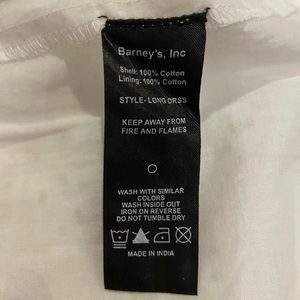 Barney's, Inc
Shell: 100% Cotton
Lining: 100% Cotton
STYLE- LONG DRSS
KEEP AWAY FROM
FIRE AND FLAMES
WASH WITH SIMILAR
COLORS
WASH INSIDE OUT
IRON ON REVERSE
DO NOT TUMBLE DRY
MADE IN INDIA